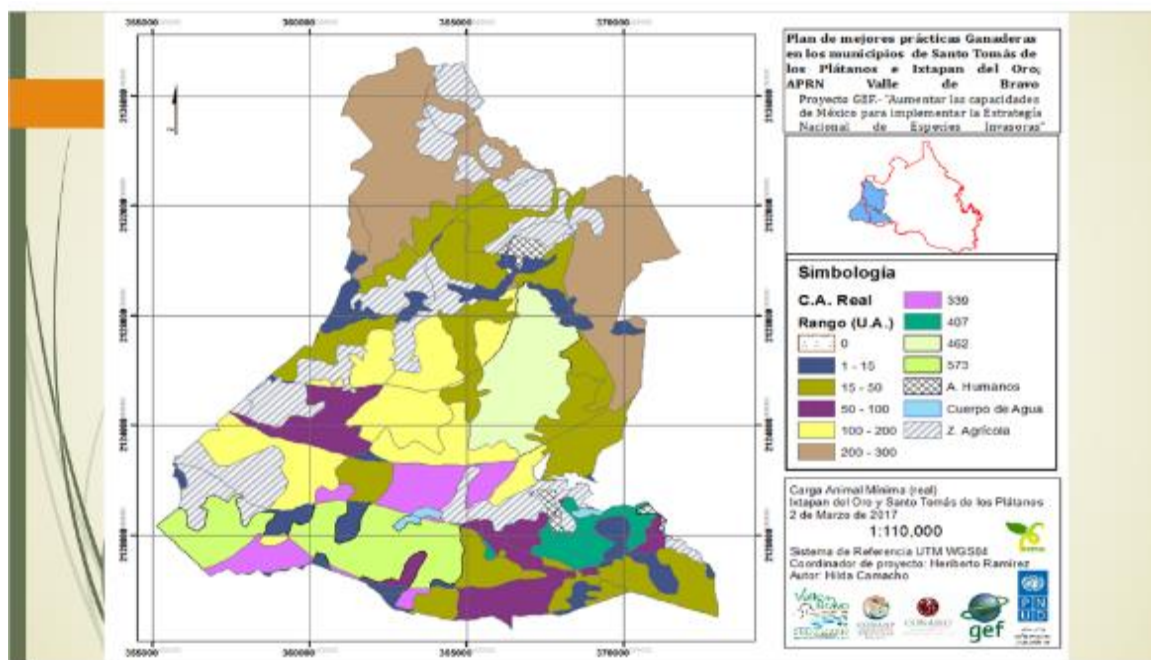 355000 360000 365000 370000
Plan de mejores prácticas Ganaderas
en los municipios de Santo Tomás de
los Plátanos e Ixtapan del Oro;
APRN Valle de Bravo
Proyecto GEF.- "Aumentar las capacidades
de México para implementar la Estrategia
Nacional de Especies Invasoras"
Simbología
C.A. Real
Rango (U.A.)
0
1 - 15
15 - 50
50 - 100
100 - 200
200 - 300
339
407
462
573
A. Humanos
Cuerpo de Agua
Z. Agrícola
Carga Animal Mínima (real)
Ixtapan del Oro y Santo Tomás de los Plátanos
2 de Marzo de 2017
1:110,000
Sistema de Referencia UTM WGS84
Coordinador de proyecto: Heriberto Ramírez
Autor: Hilda Camacho
gef
P N
U D
355000 360000 365000 370000